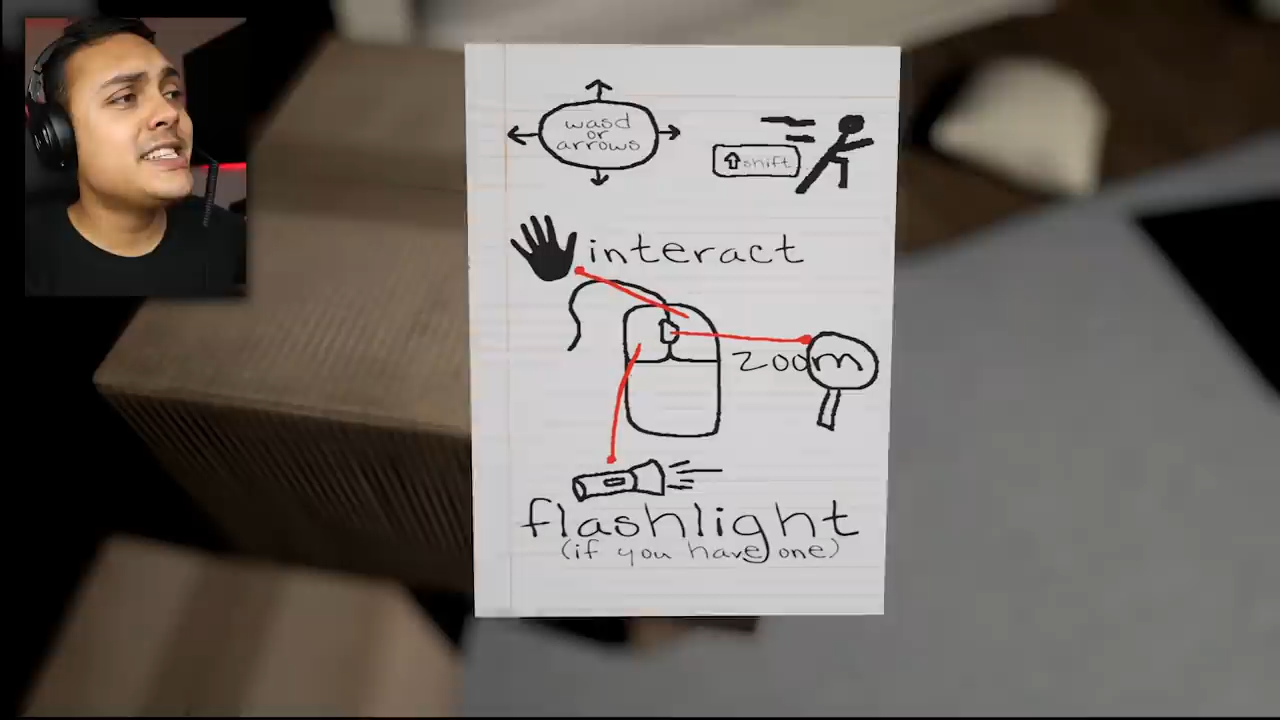 wasd
or
arrows
shift
interact
zoom
flashlight
(if you have one)